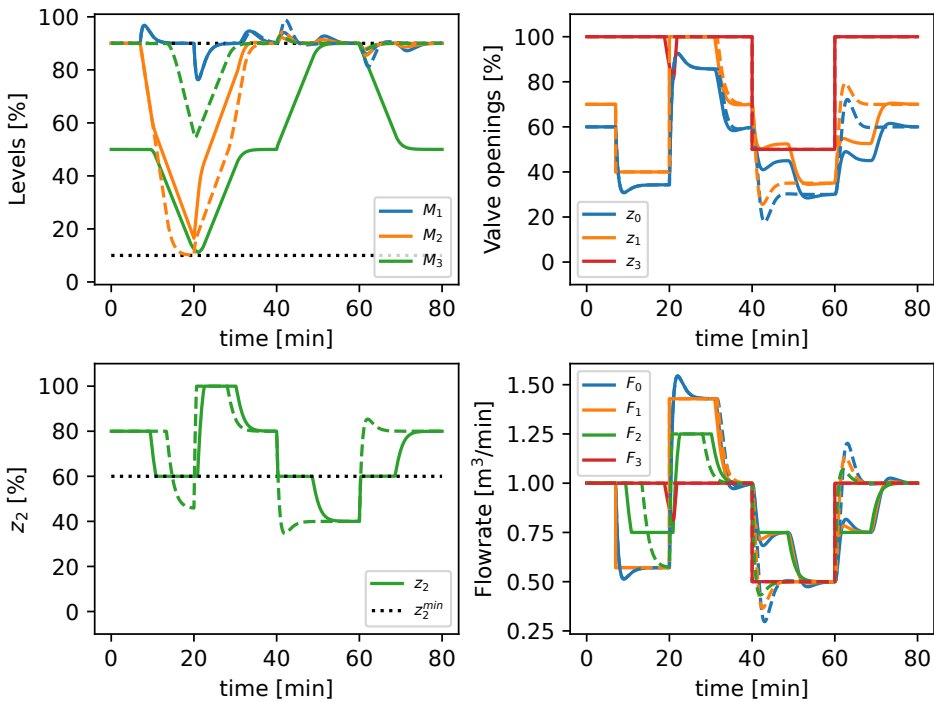 Levels [%]
100
80
60
40
20
0
0 20 40 60 80
time [min]
M₁
M₂
M₃
Valve openings [%]
100
80
60
40
20
0
0 20 40 60 80
time [min]
z₀
z₁
z₃
z₂ [%]
100
80
60
40
20
0
0 20 40 60 80
time [min]
z₂
z₂ᵐⁱⁿ
Flowrate [m³/min]
1.50
1.25
1.00
0.75
0.50
0.25
0 20 40 60 80
time [min]
F₀
F₁
F₂
F₃